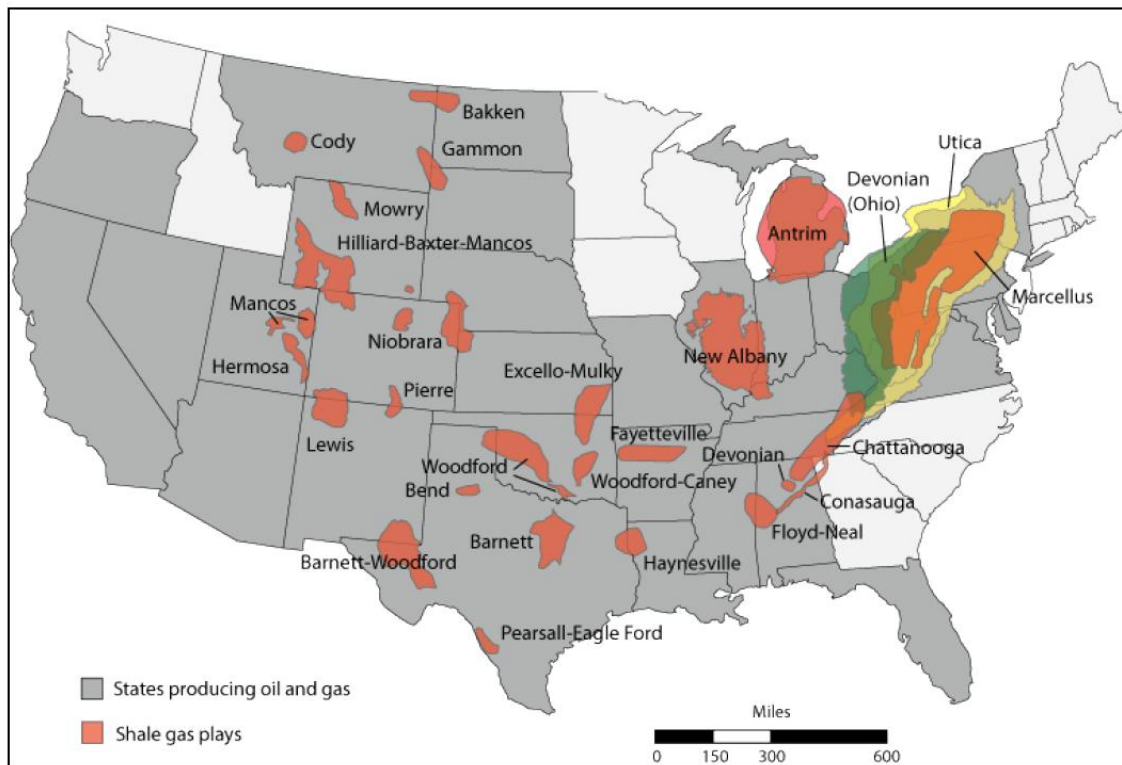 Bakken
Cody
Gammon
Utica
Devonian
(Ohio)
Mowry
Antrim
Hilliard-Baxter-Mancos
Marcellus
Mancos
Niobrara
New Albany
Hermosa
Excello-Mulky
Pierre
Lewis
Fayetteville
Chattanooga
Woodford
Devonian
Bend
Woodford-Caney
Conasauga
Floyd-Neal
Barnett
Haynesville
Barnett-Woodford
Pearsall-Eagle Ford
States producing oil and gas
Shale gas plays
Miles
0 150 300 600